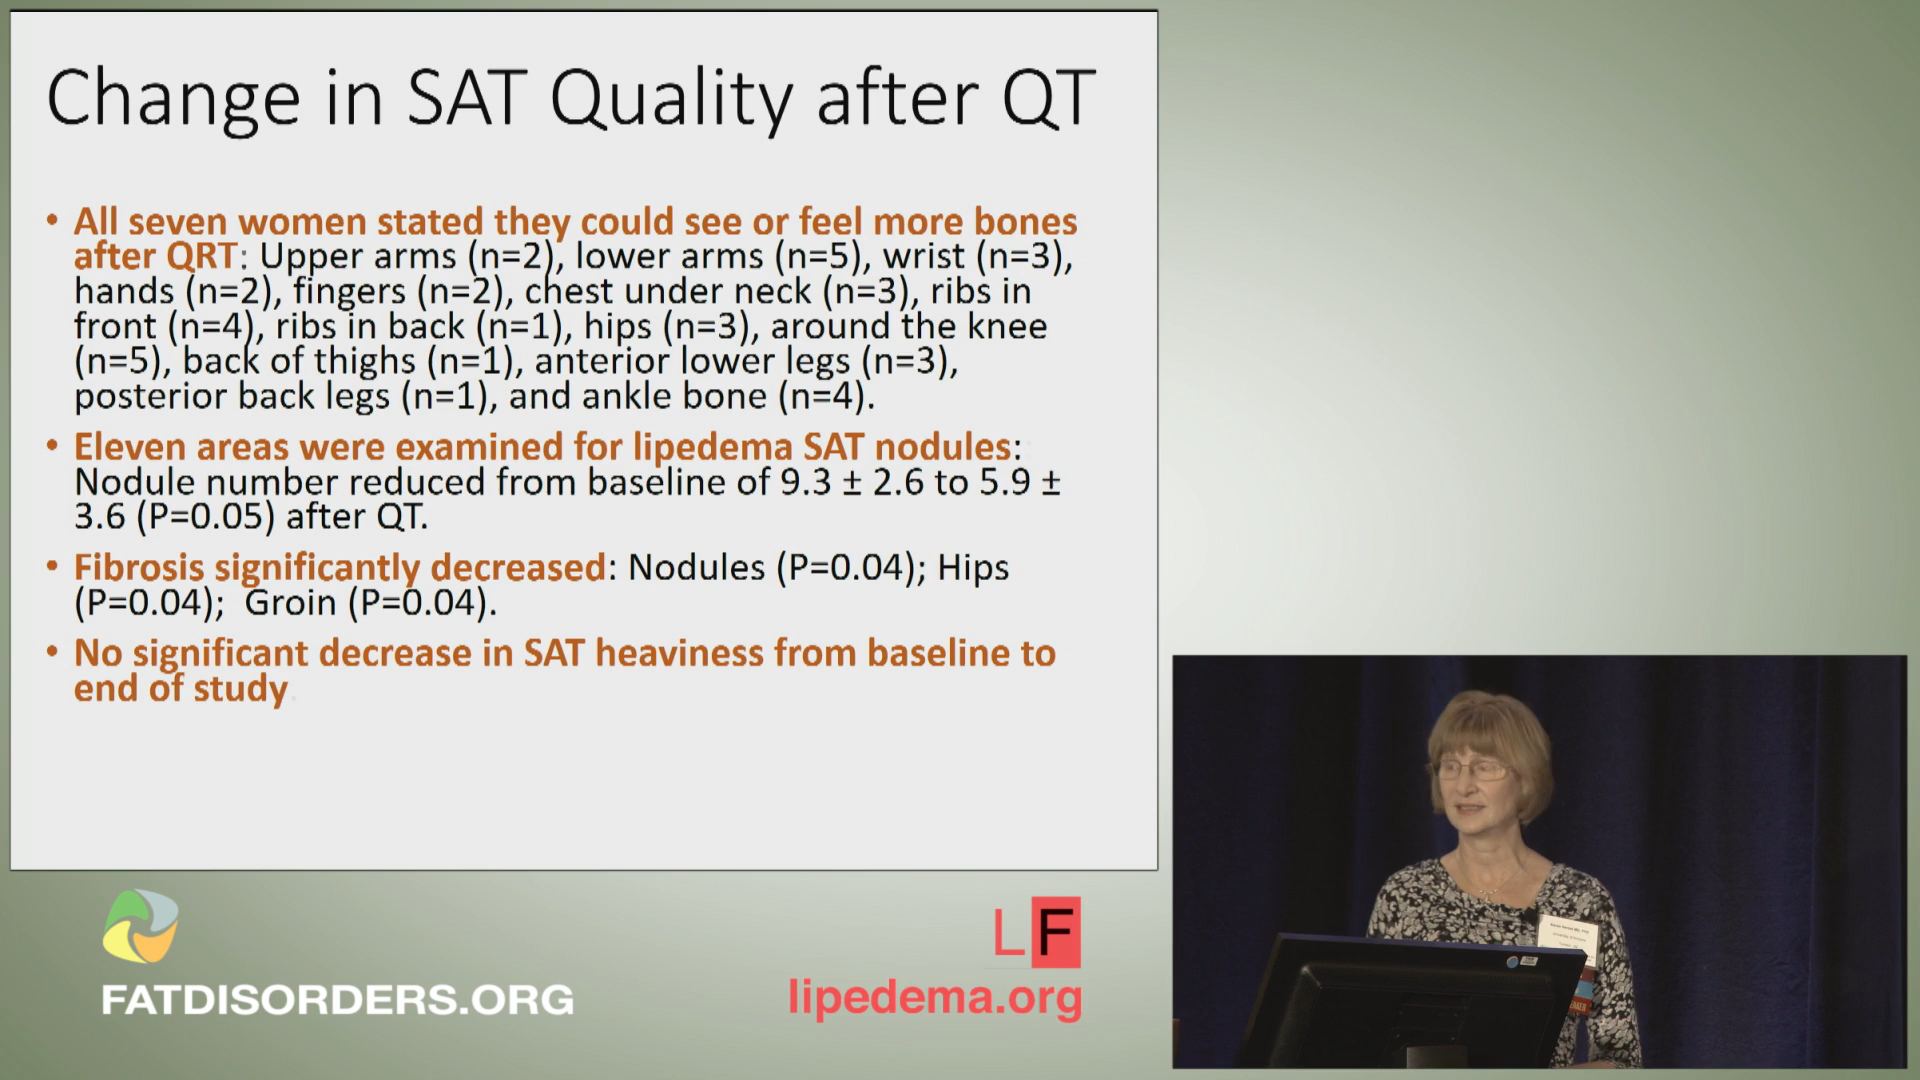 Change in SAT Quality after QT
• All seven women stated they could see or feel more bones
after QRT: Upper arms (n=2), lower arms (n=5), wrist (n=3),
hands (n=2), fingers (n=2), chest under neck (n=3), ribs in
front (n=4), ribs in back (n=1), hips (n=3), around the knee
(n=5), back of thighs (n=1), anterior lower legs (n=3),
posterior back legs (n=1), and ankle bone (n=4).
• Eleven areas were examined for lipedema SAT nodules:
Nodule number reduced from baseline of 9.3 ± 2.6 to 5.9 ±
3.6 (P=0.05) after QT.
• Fibrosis significantly decreased: Nodules (P=0.04); Hips
(P=0.04); Groin (P=0.04).
• No significant decrease in SAT heaviness from baseline to
end of study
FATDISORDERS.ORG
LF
lipedema.org